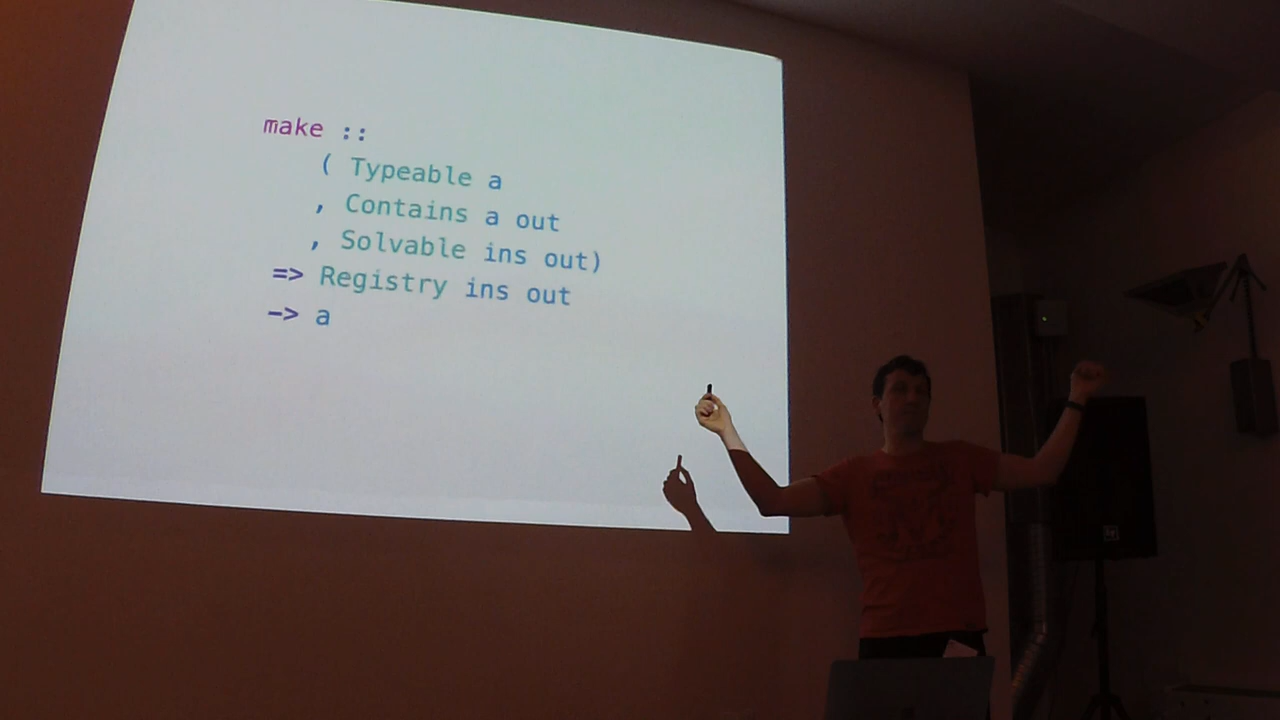 make ::
( Typeable a
, Contains a out
, Solvable ins out)
=> Registry ins out
-> a